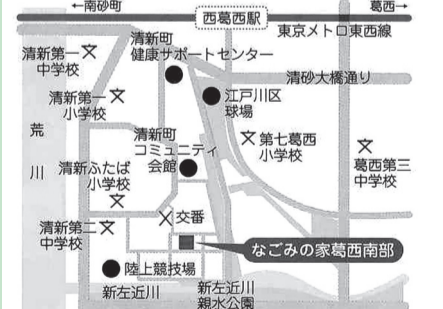 ←南砂町
葛西→
西葛西駅
東京メトロ東西線
清新第一
中学校
清新町
健康サポートセンター
清砂大橋通り
清新第一
小学校
江戸川区
球場
荒
川
清新町
コミュニティ
会館
第七葛西
小学校
葛西第三
中学校
清新ふたば
小学校
交番
清新第二
中学校
なごみの家葛西南部
陸上競技場
新左近川
新左近川
親水公園